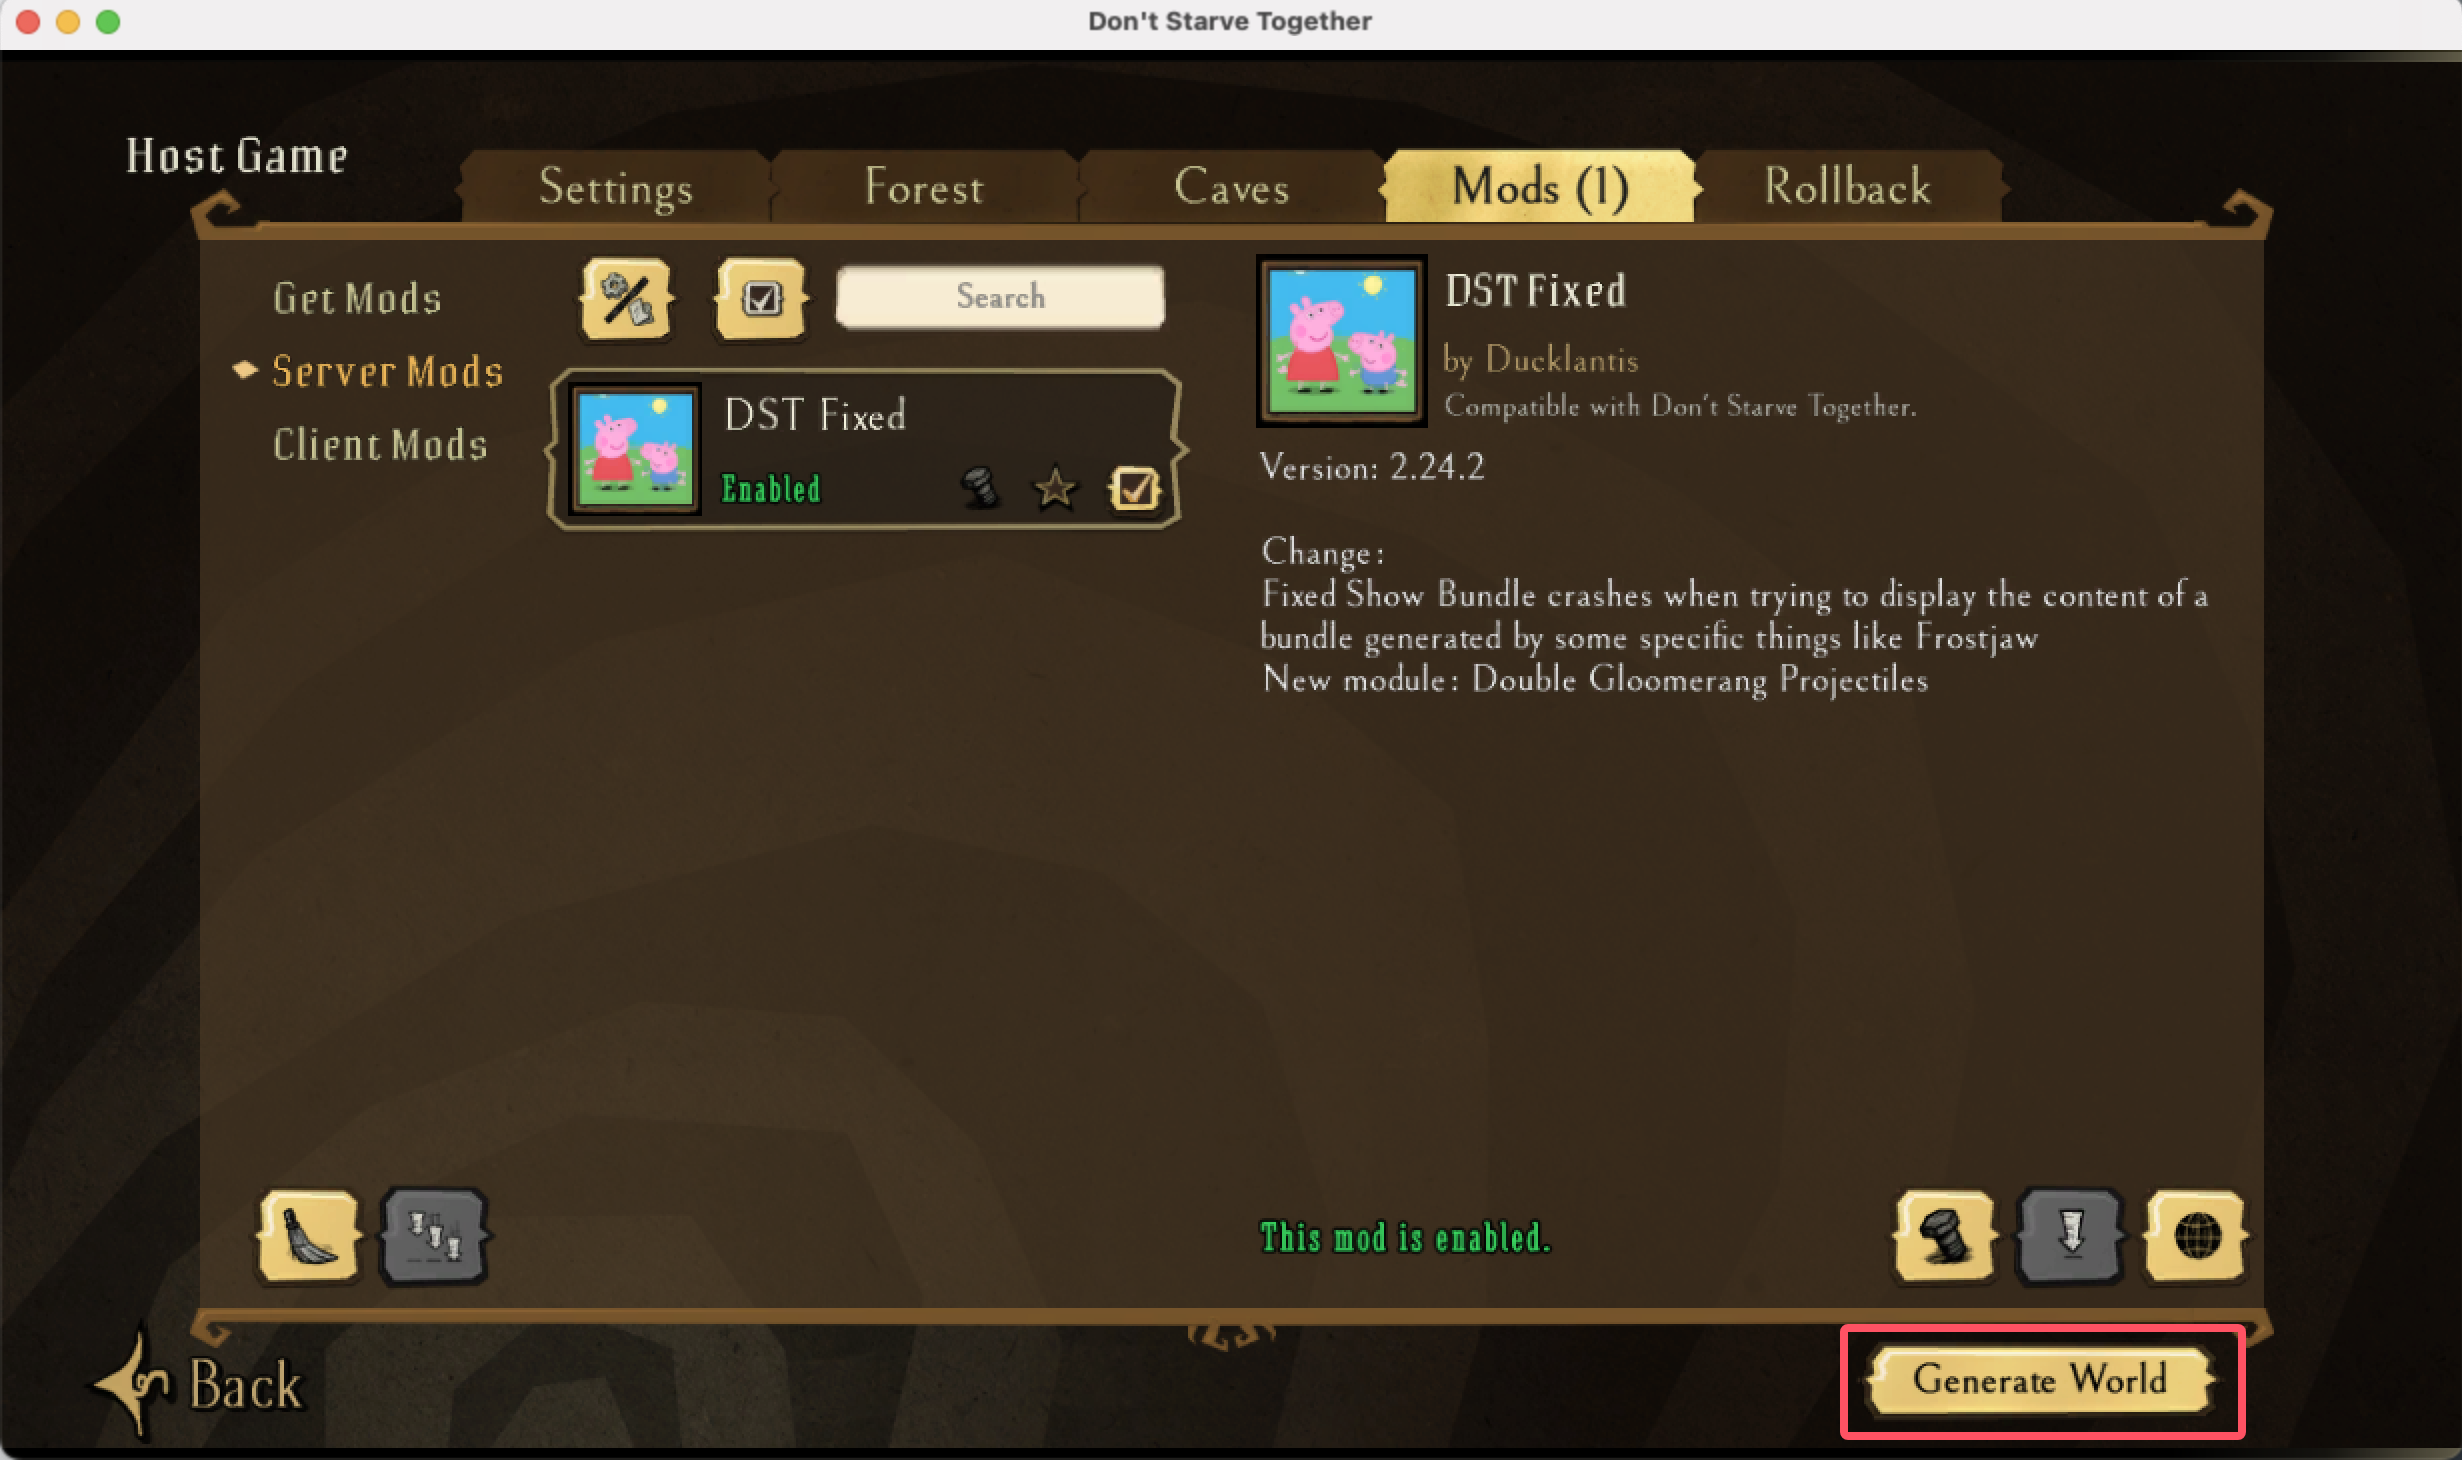 Don't Starve Together
Host Game
Settings
Forest
Caves
Mods (1)
Rollback
Get Mods
Server Mods
Client Mods
Search
DST Fixed
Enabled
DST Fixed
by Ducklantis
Compatible with Don't Starve Together.
Version: 2.24.2
Change:
Fixed Show Bundle crashes when trying to display the content of a
bundle generated by some specific things like Frostjaw
New module: Double Gloomerang Projectiles
This mod is enabled.
Back
Generate World